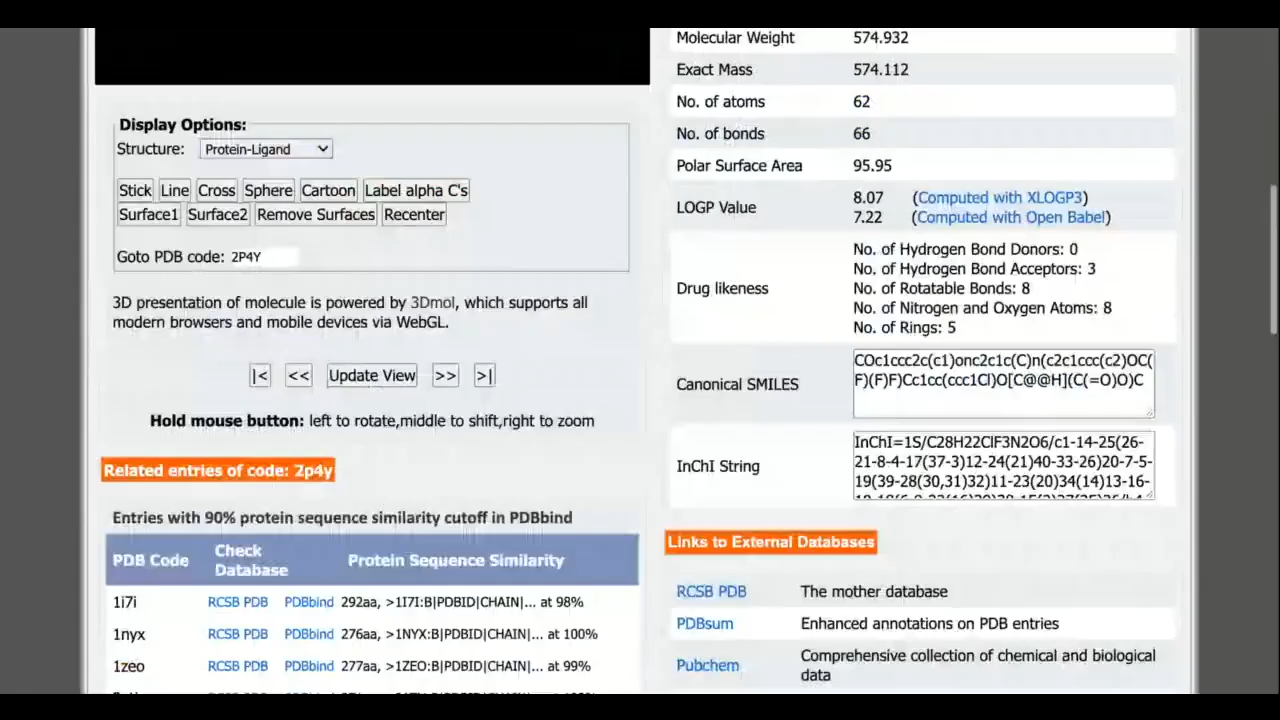 Display Options:
Structure: Protein-Ligand
Stick Line Cross Sphere Cartoon Label alpha C's
Surface1 Surface2 Remove Surfaces Recenter
Goto PDB code: 2P4Y
3D presentation of molecule is powered by 3Dmol, which supports all
modern browsers and mobile devices via WebGL.
|< << Update View >> >|
Hold mouse button: left to rotate,middle to shift,right to zoom
Related entries of code: 2p4y
Entries with 90% protein sequence similarity cutoff in PDBbind
PDB Code Check Database Protein Sequence Similarity
1i7i RCSB PDB PDBbind 292aa, >1I7I:B|PDBID|CHAIN|... at 98%
1nyx RCSB PDB PDBbind 276aa, >1NYX:B|PDBID|CHAIN|... at 100%
1zeo RCSB PDB PDBbind 277aa, >1ZEO:B|PDBID|CHAIN|... at 99%
Molecular Weight 574.932
Exact Mass 574.112
No. of atoms 62
No. of bonds 66
Polar Surface Area 95.95
LOGP Value
8.07 (Computed with XLOGP3)
7.22 (Computed with Open Babel)
Drug likeness
No. of Hydrogen Bond Donors: 0
No. of Hydrogen Bond Acceptors: 3
No. of Rotatable Bonds: 8
No. of Nitrogen and Oxygen Atoms: 8
No. of Rings: 5
Canonical SMILES
COc1ccc2c(c1)onc2c1c(C)n(c2c1ccc(c2)OC(
F)(F)F)Cc1cc(ccc1Cl)O[C@@H](C(=O)O)C
InChI String
InChI=1S/C28H22ClF3N2O6/c1-14-25(26-
21-8-4-17(37-3)12-24(21)40-33-26)20-7-5-
19(39-28(30,31)32)11-23(20)34(14)13-16-
Links to External Databases
RCSB PDB The mother database
PDBsum Enhanced annotations on PDB entries
Pubchem Comprehensive collection of chemical and biological
data